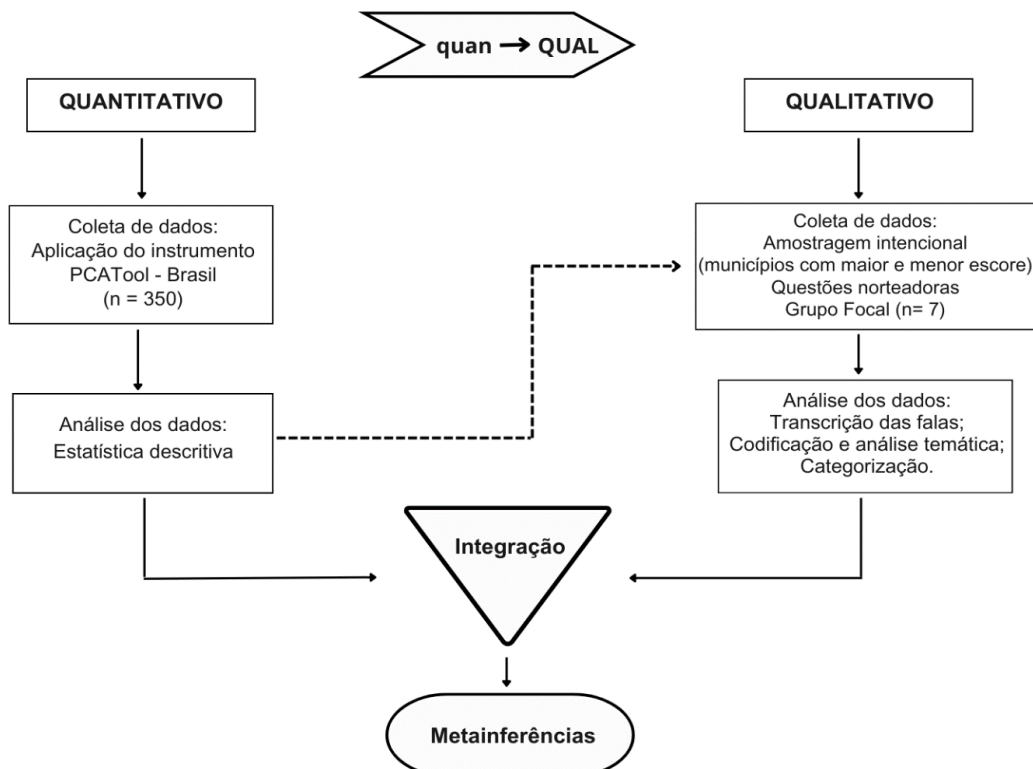 quan → QUAL
QUANTITATIVO
Coleta de dados:
Aplicação do instrumento
PCATool - Brasil
(n = 350)
Análise dos dados:
Estatística descritiva
QUALITATIVO
Coleta de dados:
Amostragem intencional
(municípios com maior e menor escore)
Questões norteadoras
Grupo Focal (n= 7)
Análise dos dados:
Transcrição das falas;
Codificação e análise temática;
Categorização.
Integração
Metainferências